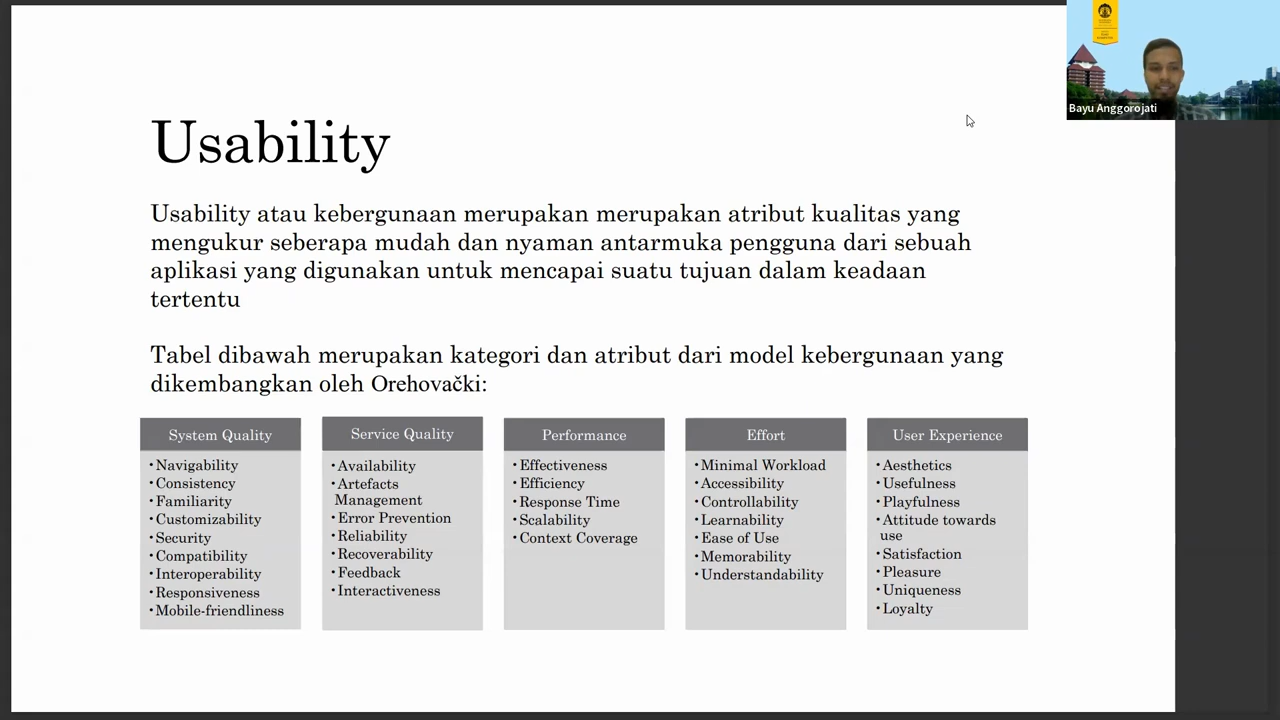 Bayu Anggorojati
Usability
Usability atau kebergunaan merupakan merupakan atribut kualitas yang
mengukur seberapa mudah dan nyaman antarmuka pengguna dari sebuah
aplikasi yang digunakan untuk mencapai suatu tujuan dalam keadaan
tertentu
Tabel dibawah merupakan kategori dan atribut dari model kebergunaan yang
dikembangkan oleh Orehovački:
System Quality
•Navigability
•Consistency
•Familiarity
•Customizability
•Security
•Compatibility
•Interoperability
•Responsiveness
•Mobile-friendliness
Service Quality
•Availability
•Artefacts
Management
•Error Prevention
•Reliability
•Recoverability
•Feedback
•Interactiveness
Performance
•Effectiveness
•Efficiency
•Response Time
•Scalability
•Context Coverage
Effort
•Minimal Workload
•Accessibility
•Controllability
•Learnability
•Ease of Use
•Memorability
•Understandability
User Experience
•Aesthetics
•Usefulness
•Playfulness
•Attitude towards
use
•Satisfaction
•Pleasure
•Uniqueness
•Loyalty